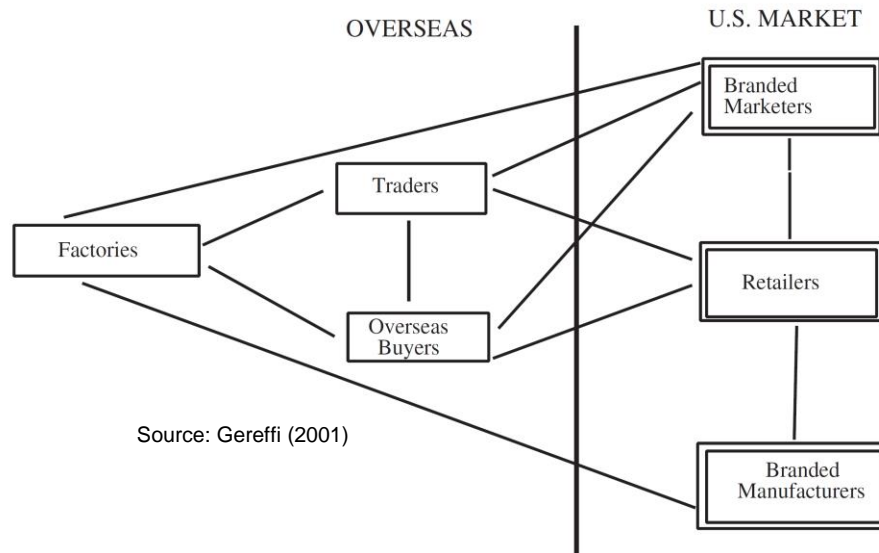 OVERSEAS
U.S. MARKET
Branded
Marketers
Traders
Factories
Retailers
Overseas
Buyers
Source: Gereffi (2001)
Branded
Manufacturers